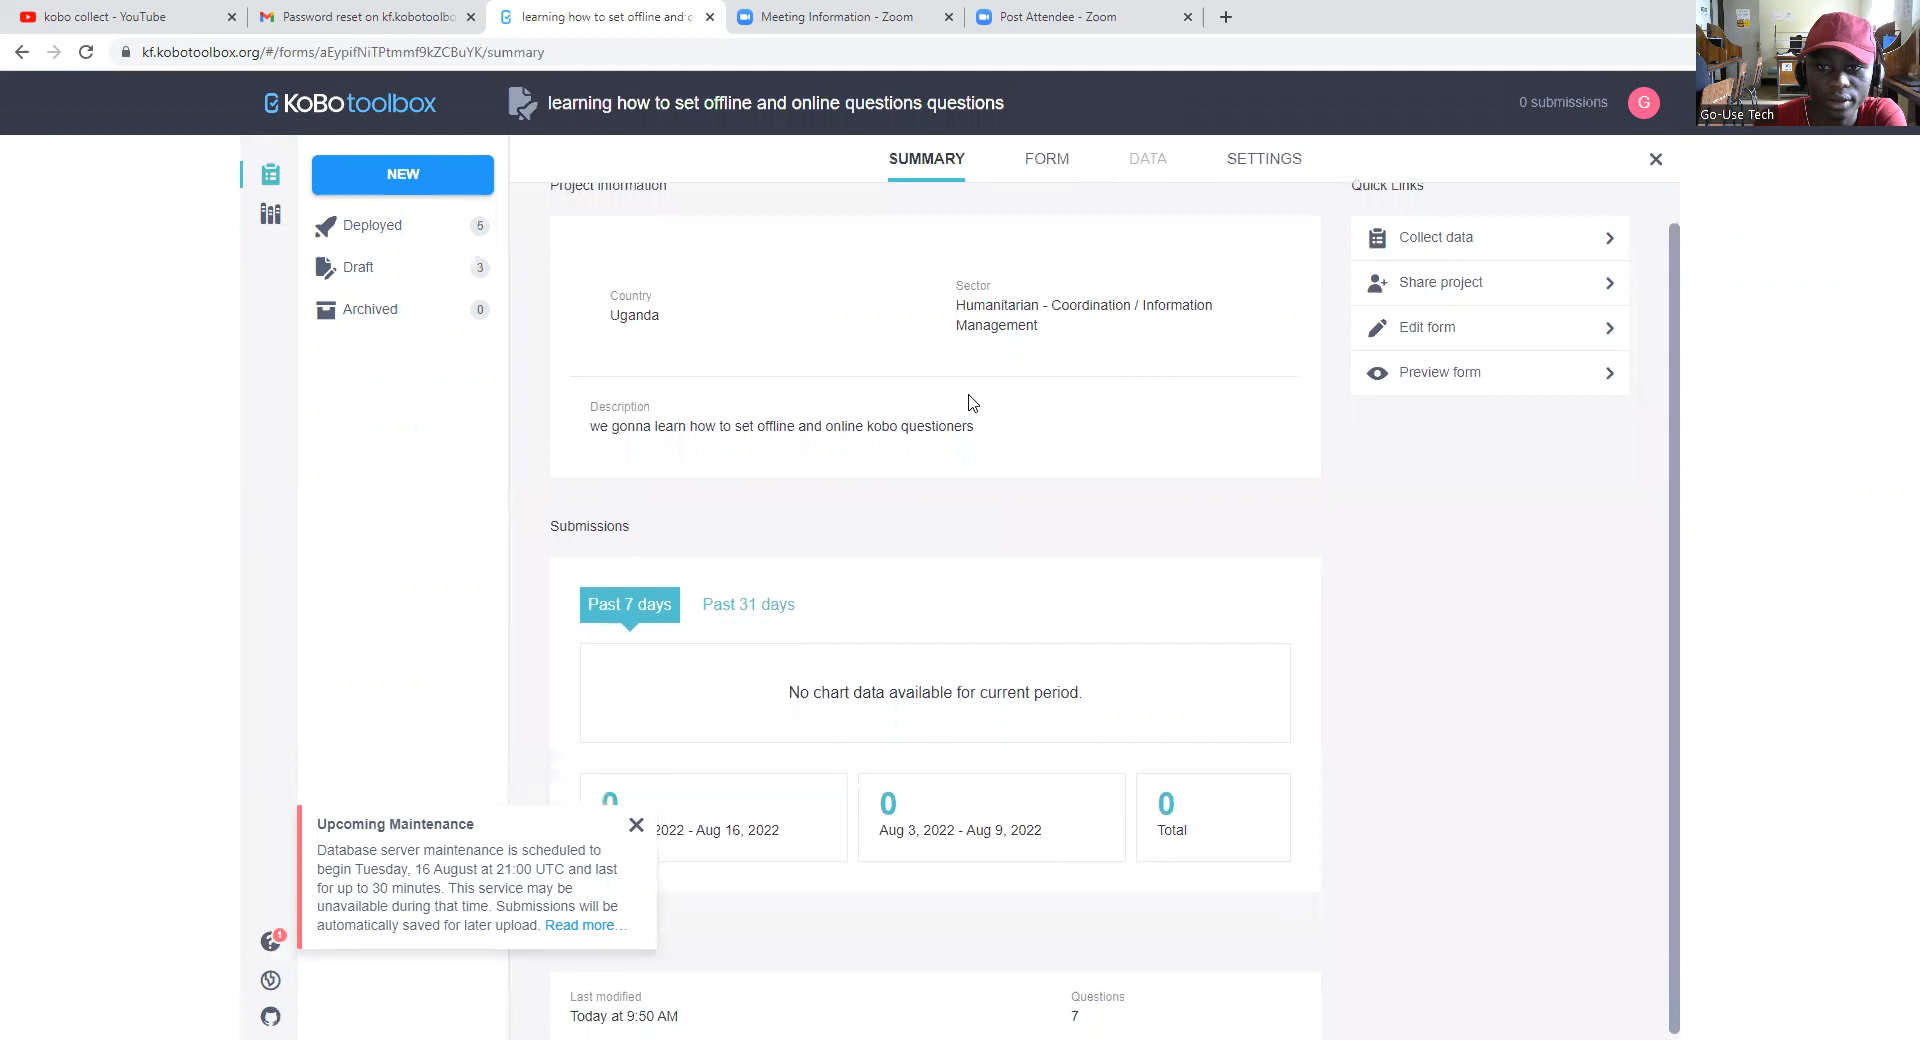 kobo collect - YouTube
Password reset on kf.kobotoolbo
learning how to set offline and o
Meeting Information - Zoom
Post Attendee - Zoom
kf.kobotoolbox.org/#/forms/aEypifNiTPtmmf9kZCBuYK/summary
KoBotoolbox
learning how to set offline and online questions questions
0 submissions
G
Go-Use Tech
NEW
Deployed 5
Draft 3
Archived 0
SUMMARY
FORM
DATA
SETTINGS
Project information
Country
Uganda
Sector
Humanitarian - Coordination / Information
Management
Description
we gonna learn how to set offline and online kobo questioners
Quick Links
Collect data
Share project
Edit form
Preview form
Submissions
Past 7 days
Past 31 days
No chart data available for current period.
0
2022 - Aug 16, 2022
0
Aug 3, 2022 - Aug 9, 2022
0
Total
Upcoming Maintenance
Database server maintenance is scheduled to
begin Tuesday, 16 August at 21:00 UTC and last
for up to 30 minutes. This service may be
unavailable during that time. Submissions will be
automatically saved for later upload. Read more…
1
Last modified
Today at 9:50 AM
Questions
7